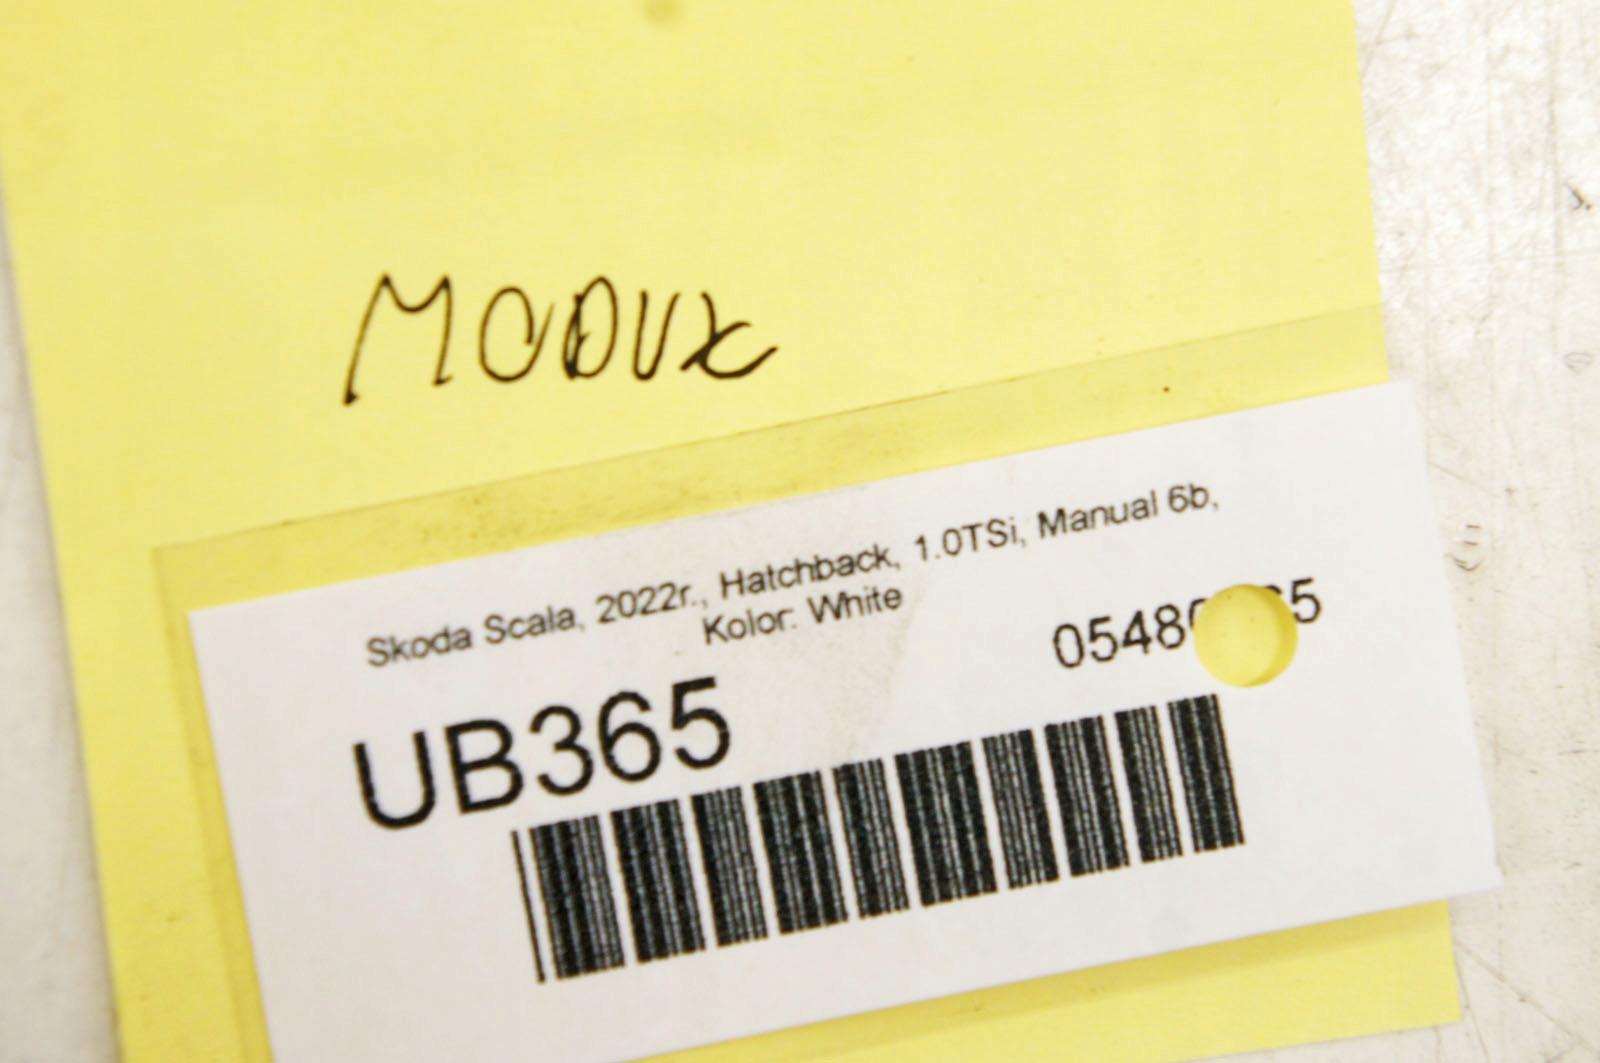 MODUŁ
Skoda Scala, 2022r., Hatchback, 1.0TSi, Manual 6b,
Kolor: White
UB365